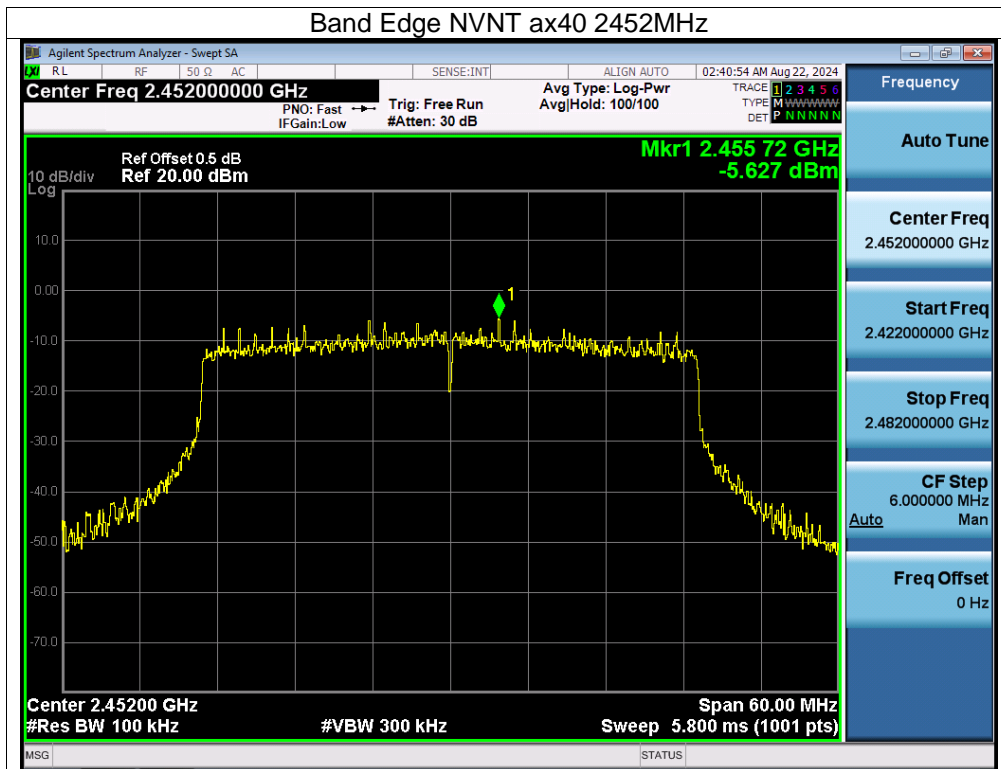 Band Edge NVNT ax40 2452MHz
Agilent Spectrum Analyzer - Swept SA
LXI RL RF 50 Ω AC SENSE:INT ALIGN AUTO 02:40:54 AM Aug 22, 2024
Center Freq 2.452000000 GHz
PNO: Fast
IFGain:Low
Trig: Free Run
#Atten: 30 dB
Avg Type: Log-Pwr
Avg|Hold: 100/100
TRACE 1 2 3 4 5 6
TYPE M WWWWW
DET P N N N N N
Mkr1 2.455 72 GHz
-5.627 dBm
Ref Offset 0.5 dB
10 dB/div Ref 20.00 dBm
Log
1
10.0
0.00
-10.0
-20.0
-30.0
-40.0
-50.0
-60.0
-70.0
Center 2.45200 GHz Span 60.00 MHz
#Res BW 100 kHz #VBW 300 kHz Sweep 5.800 ms (1001 pts)
MSG STATUS
Frequency
Auto Tune
Center Freq
2.452000000 GHz
Start Freq
2.422000000 GHz
Stop Freq
2.482000000 GHz
CF Step
6.000000 MHz
Auto Man
Freq Offset
0 Hz